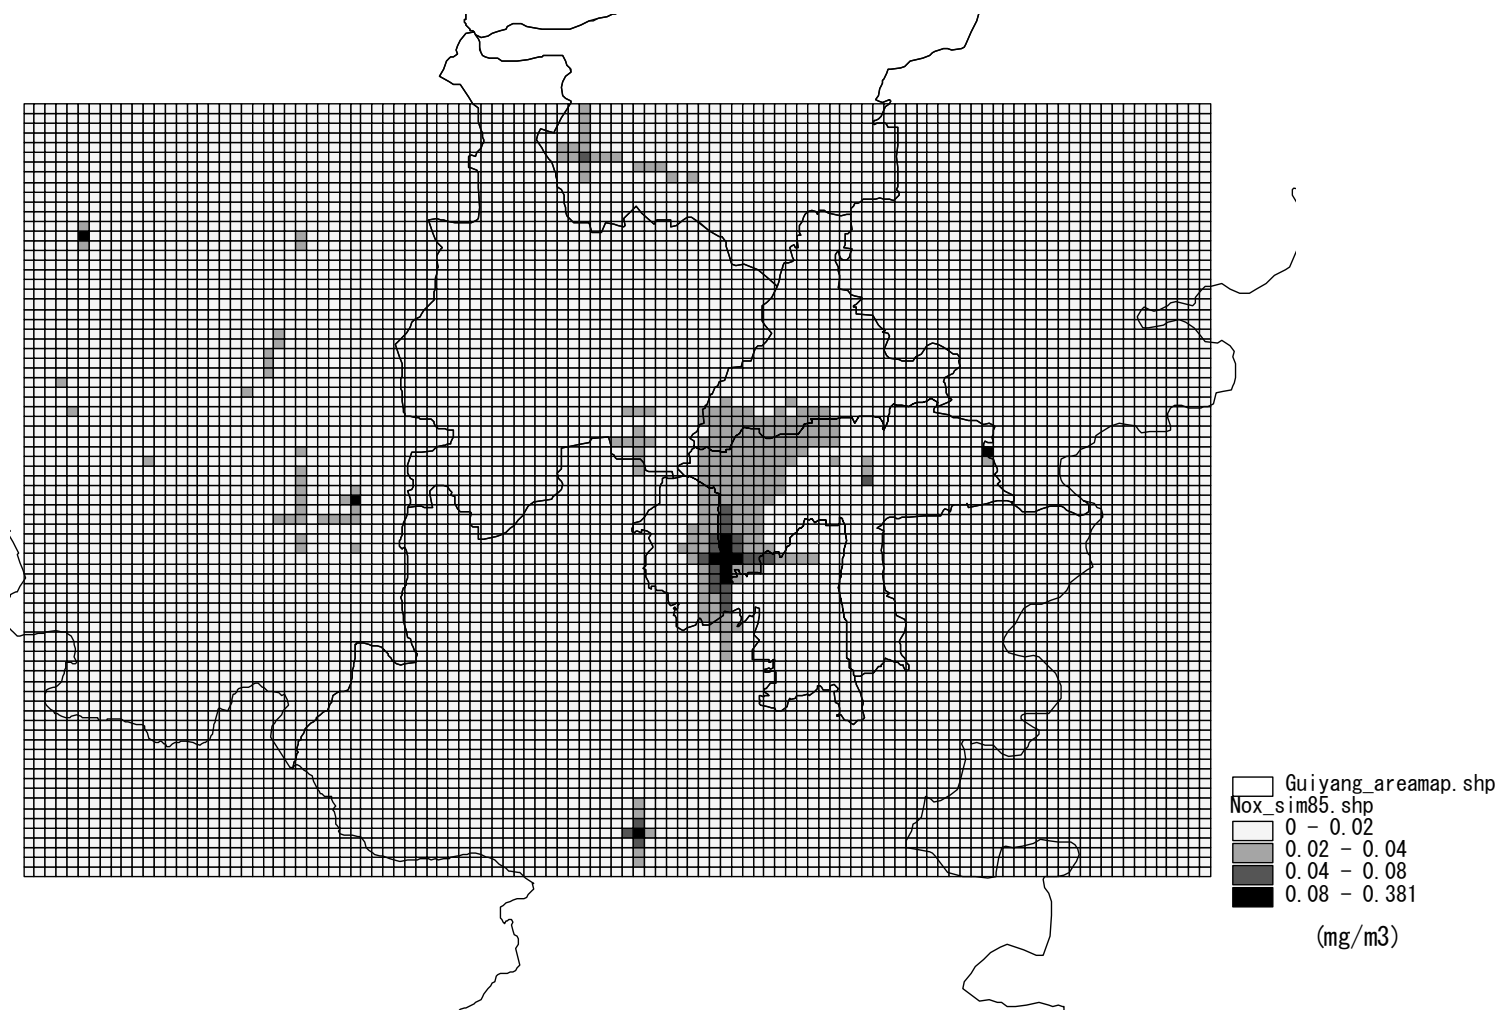 Guiyang_areamap.shp
Nox_sim85.shp
0 - 0.02
0.02 - 0.04
0.04 - 0.08
0.08 - 0.381
(mg/m3)